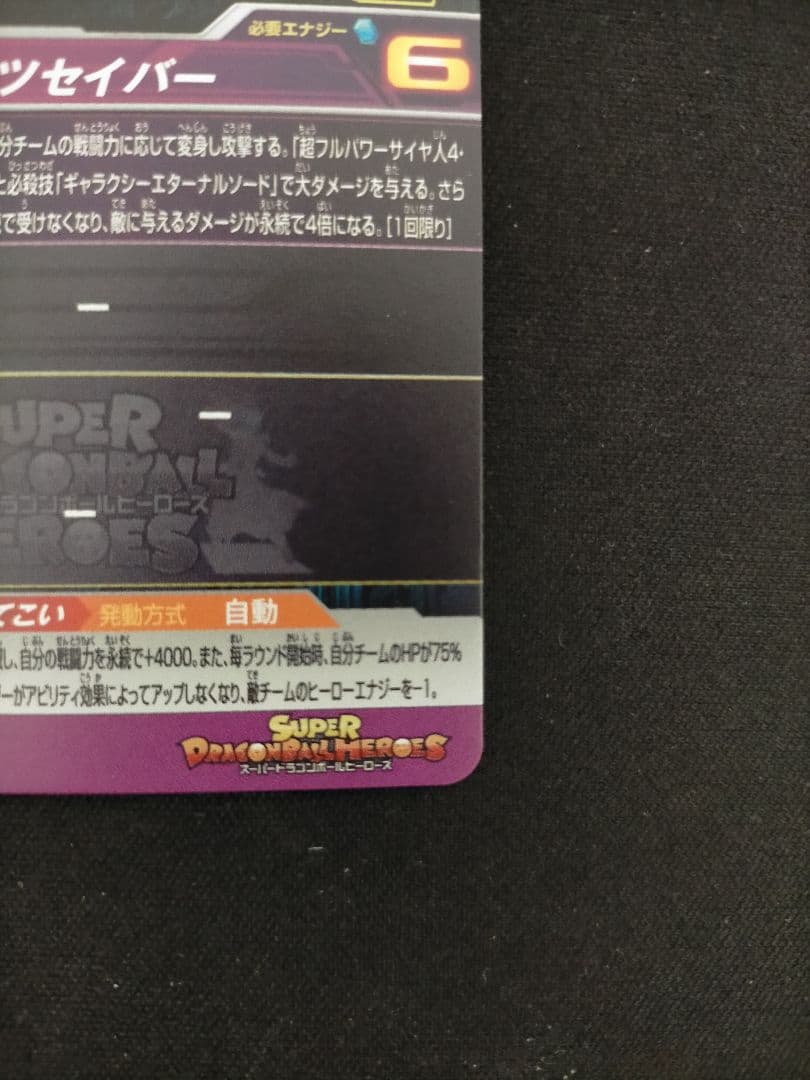 必要エナジー
6
ツセイバー
分チームの戦闘力に応じて変身し攻撃する。「超フルパワーサイヤ人4・
と必殺技「ギャラクシーエターナルソード」で大ダメージを与える。さら
で受けなくなり、敵に与えるダメージが永続で4倍になる。[1回限り]
SUPER
DRAGONBALL
ドラゴンボールヒーローズ
HEROES
てこい 発動方式 自動
し、自分の戦闘力を永続で+4000。また、毎ラウンド開始時、自分チームのHPが75%
ーがアビリティ効果によってアップしなくなり、敵チームのヒーローエナジーを-1。
SUPER
DRAGONBALL HEROES
スーパードラゴンボールヒーローズ